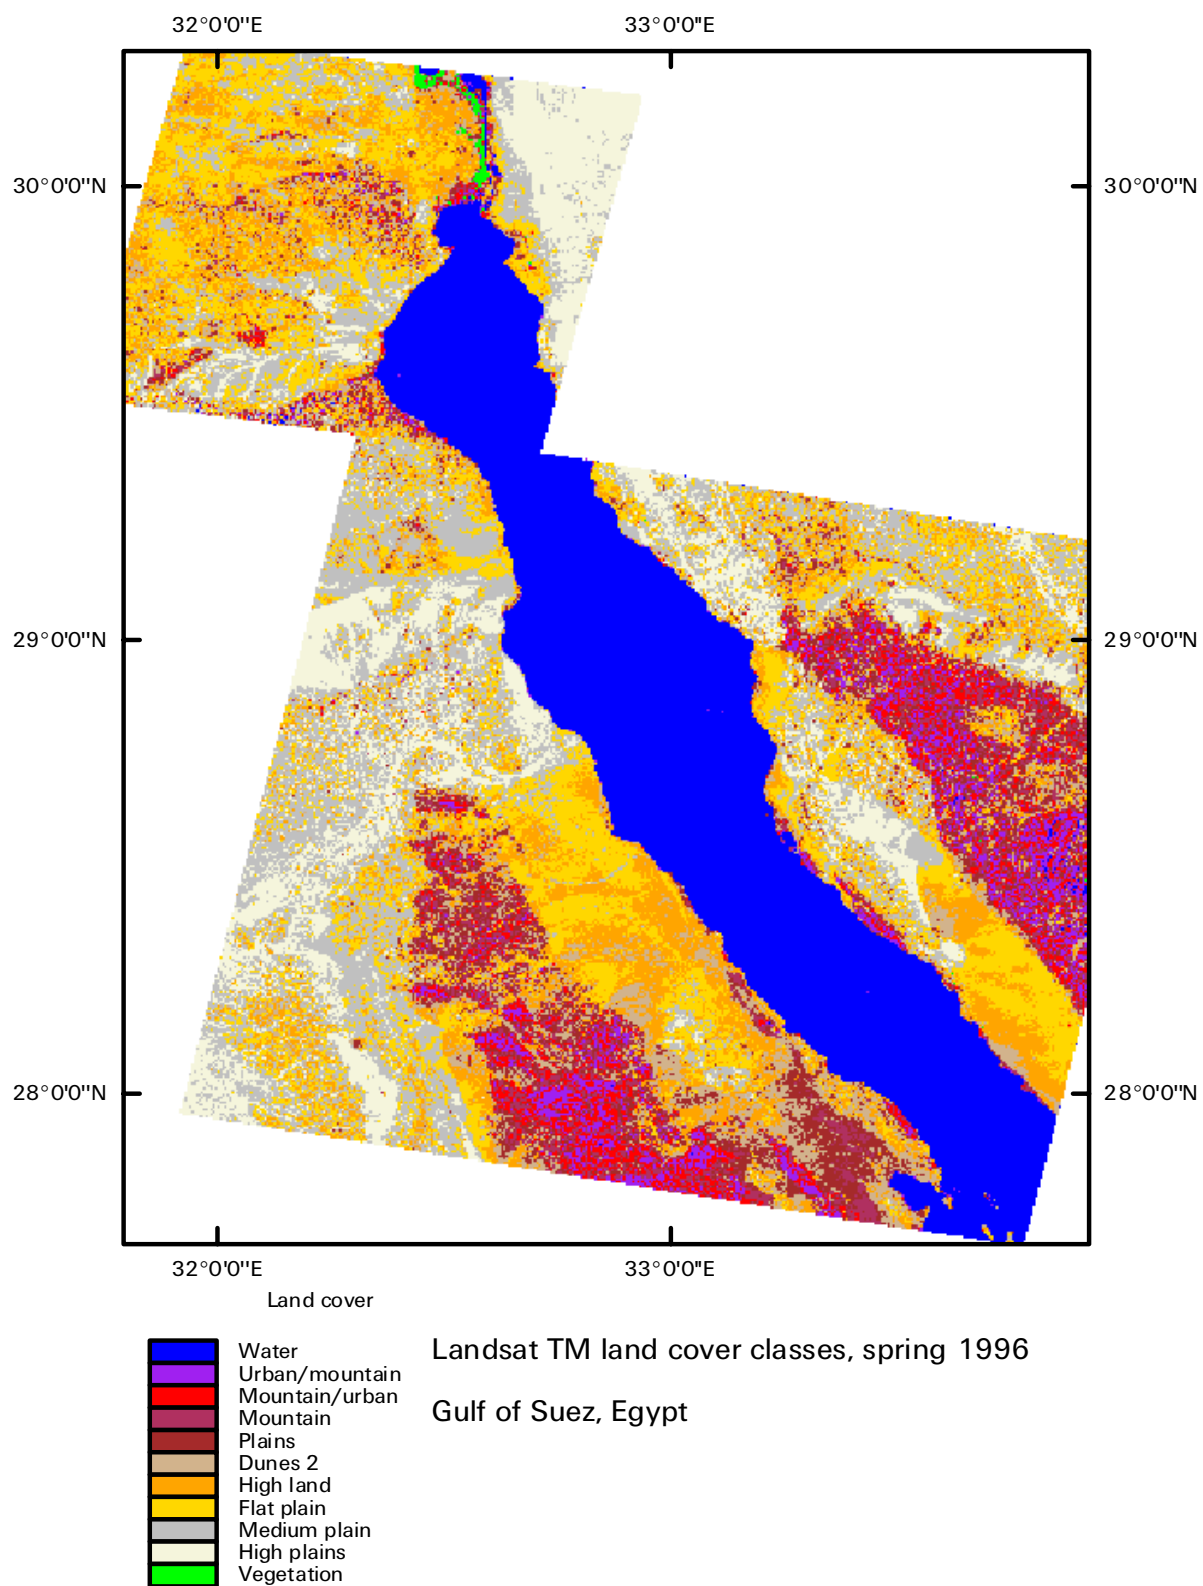 32°0'0"E 33°0'0"E
30°0'0"N 30°0'0"N
29°0'0"N 29°0'0"N
28°0'0"N 28°0'0"N
32°0'0"E 33°0'0"E
Land cover
Water
Urban/mountain
Mountain/urban
Mountain
Plains
Dunes 2
High land
Flat plain
Medium plain
High plains
Vegetation
Landsat TM land cover classes, spring 1996
Gulf of Suez, Egypt